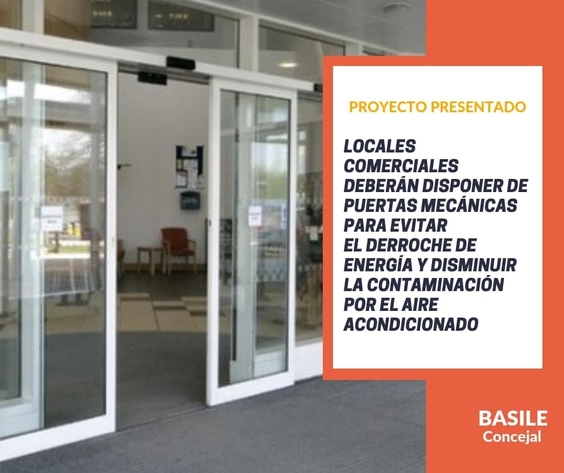 PROYECTO PRESENTADO
LOCALES
COMERCIALES
DEBERÁN DISPONER DE
PUERTAS MECÁNICAS
PARA EVITAR
EL DERROCHE DE
ENERGÍA Y DISMINUIR
LA CONTAMINACIÓN
POR EL AIRE
ACONDICIONADO
BASILE
Concejal